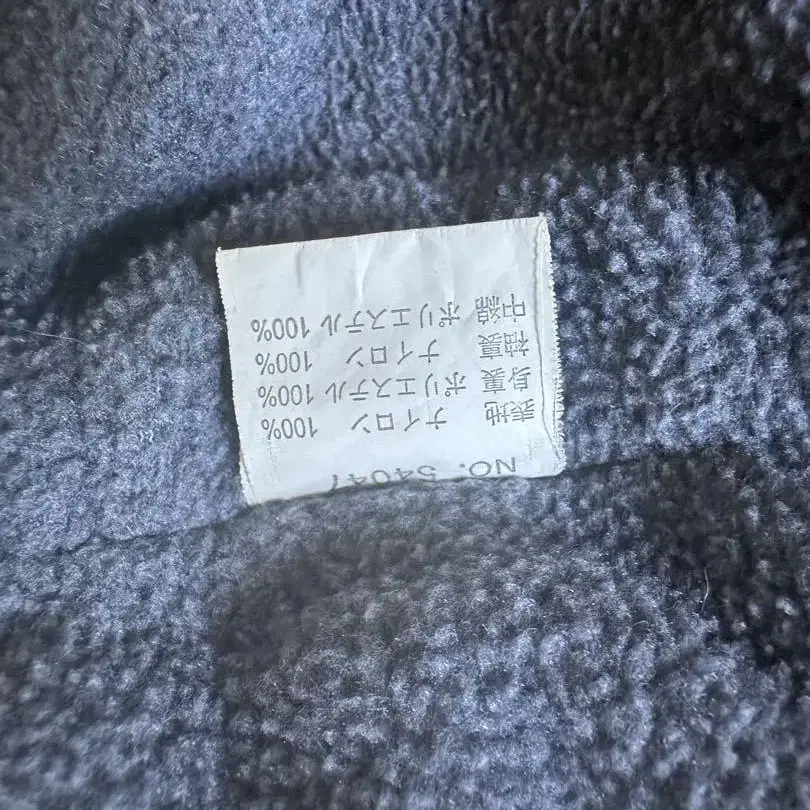 NO. 54047
表地 ナイロン 100%
身裏 ポリエステル 100%
袖裏 ナイロン 100%
中綿 ポリエステル 100%